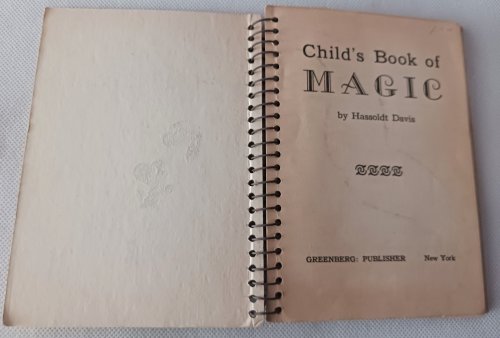 Child's Book of
MAGIC
by Hassoldt Davis
GREENBERG: PUBLISHER New York